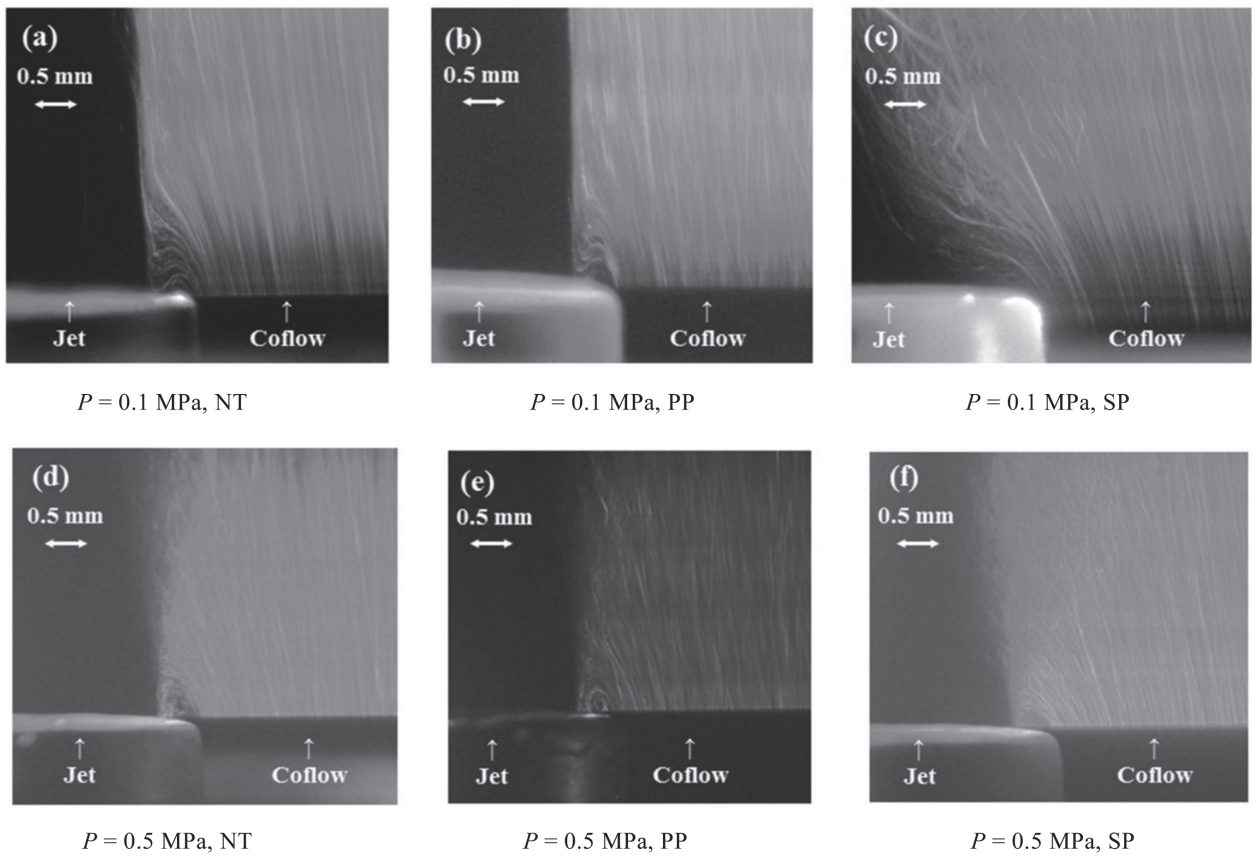 (a)
0.5 mm
Jet
Coflow
(b)
0.5 mm
Jet
Coflow
(c)
0.5 mm
Jet
Coflow
P = 0.1 MPa, NT
P = 0.1 MPa, PP
P = 0.1 MPa, SP
(d)
0.5 mm
Jet
Coflow
(e)
0.5 mm
Jet
Coflow
(f)
0.5 mm
Jet
Coflow
P = 0.5 MPa, NT
P = 0.5 MPa, PP
P = 0.5 MPa, SP